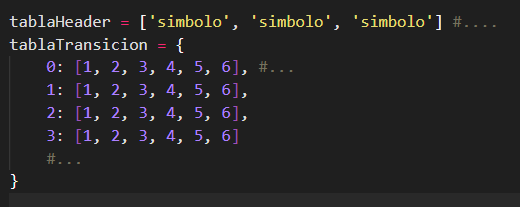 tablaHeader = ['simbolo', 'simbolo', 'simbolo'] #....
tablaTransicion = {
    0: [1, 2, 3, 4, 5, 6], #...
    1: [1, 2, 3, 4, 5, 6],
    2: [1, 2, 3, 4, 5, 6],
    3: [1, 2, 3, 4, 5, 6]
    #...
}